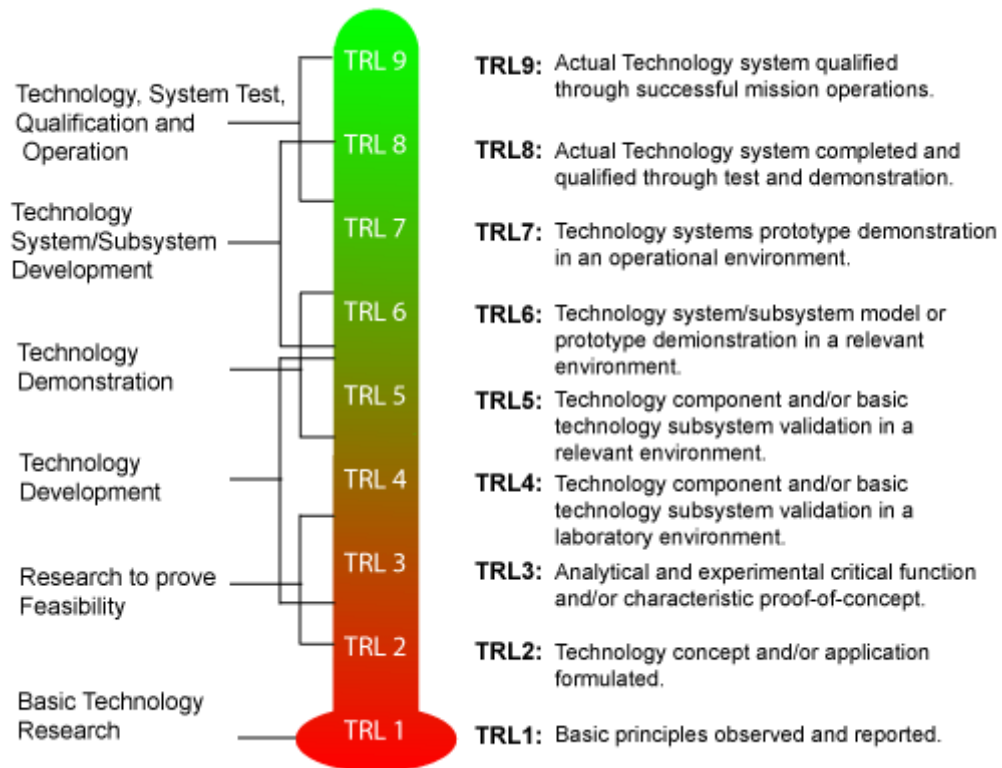 Technology, System Test,
Qualification and
Operation
Technology
System/Subsystem
Development
Technology
Demonstration
Technology
Development
Research to prove
Feasibility
Basic Technology
Research
TRL 9
TRL 8
TRL 7
TRL 6
TRL 5
TRL 4
TRL 3
TRL 2
TRL 1
TRL9: Actual Technology system qualified
through successful mission operations.
TRL8: Actual Technology system completed and
qualified through test and demonstration.
TRL7: Technology systems prototype demonstration
in an operational environment.
TRL6: Technology system/subsystem model or
prototype demionstration in a relevant
environment.
TRL5: Technology component and/or basic
technology subsystem validation in a
relevant environment.
TRL4: Technology component and/or basic
technology subsystem validation in a
laboratory environment.
TRL3: Analytical and experimental critical function
and/or characteristic proof-of-concept.
TRL2: Technology concept and/or application
formulated.
TRL1: Basic principles observed and reported.